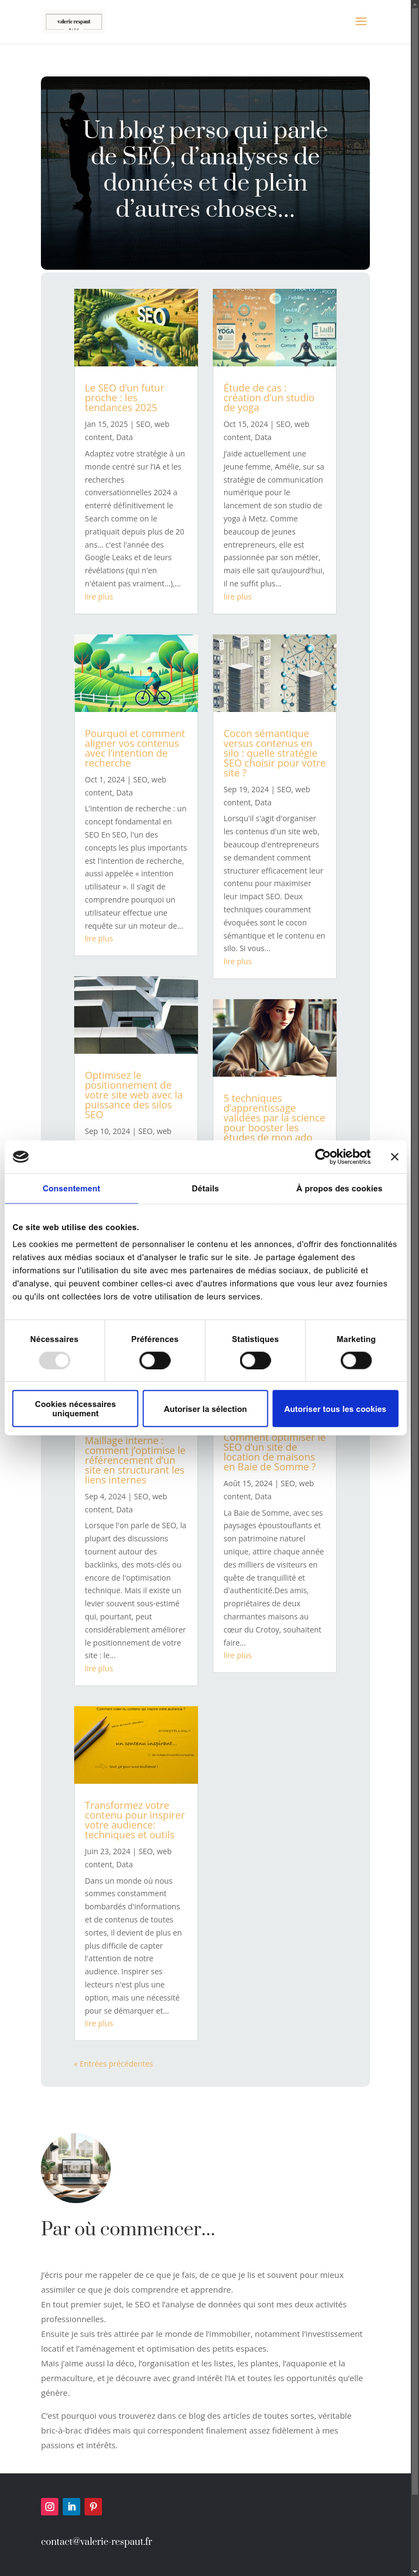 valerie-respaut
BLOG
Un blog perso qui parle
de SEO, d’analyses de
données et de plein
d’autres choses…
SEO
Le SEO d’un futur
proche : les
tendances 2025
Jan 15, 2025 | SEO, web
content, Data
Adaptez votre stratégie à un
monde centré sur l’IA et les
recherches
conversationnelles 2024 a
enterré définitivement le
Search comme on le
pratiquait depuis plus de 20
ans... c'est l'année des
Google Leaks et de leurs
révélations (qui n'en
n'étaient pas vraiment...),...
lire plus
YOGA
Étude de cas :
création d’un studio
de yoga
Oct 15, 2024 | SEO, web
content, Data
J’aide actuellement une
jeune femme, Amélie, sur sa
stratégie de communication
numérique pour le
lancement de son studio de
yoga à Metz. Comme
beaucoup de jeunes
entrepreneurs, elle est
passionnée par son métier,
mais elle sait qu’aujourd’hui,
il ne suffit plus...
lire plus
Pourquoi et comment
aligner vos contenus
avec l’intention de
recherche
Oct 1, 2024 | SEO, web
content, Data
L’intention de recherche : un
concept fondamental en
SEO En SEO, l'un des
concepts les plus importants
est l'intention de recherche,
aussi appelée « intention
utilisateur ». Il s’agit de
comprendre pourquoi un
utilisateur effectue une
requête sur un moteur de...
lire plus
Cocon sémantique
versus contenus en
silo : quelle stratégie
SEO choisir pour votre
site ?
Sep 19, 2024 | SEO, web
content, Data
Lorsqu'il s'agit d'organiser
les contenus d'un site web,
beaucoup d'entrepreneurs
se demandent comment
structurer efficacement leur
contenu pour maximiser
leur impact SEO. Deux
techniques couramment
évoquées sont le cocon
sémantique et le contenu en
silo. Si vous...
lire plus
Optimisez le
positionnement de
votre site web avec la
puissance des silos
SEO
Sep 10, 2024 | SEO, web
5 techniques
d’apprentissage
validées par la science
pour booster les
études de mon ado
Cookiebot
by Usercentrics
Consentement
Détails
À propos des cookies
Ce site web utilise des cookies.
Les cookies me permettent de personnaliser le contenu et les annonces, d'offrir des fonctionnalités
relatives aux médias sociaux et d'analyser le trafic sur le site. Je partage également des
informations sur l'utilisation du site avec mes partenaires de médias sociaux, de publicité et
d'analyse, qui peuvent combiner celles-ci avec d'autres informations que vous leur avez fournies
ou qu'ils ont collectées lors de votre utilisation de leurs services.
Nécessaires
Préférences
Statistiques
Marketing
Cookies nécessaires
uniquement
Autoriser la sélection
Autoriser tous les cookies
Maillage interne :
comment j’optimise le
référencement d’un
site en structurant les
liens internes
Sep 4, 2024 | SEO, web
content, Data
Lorsque l'on parle de SEO, la
plupart des discussions
tournent autour des
backlinks, des mots-clés ou
encore de l'optimisation
technique. Mais il existe un
levier souvent sous-estimé
qui, pourtant, peut
considérablement améliorer
le positionnement de votre
site : le...
lire plus
Comment optimiser le
SEO d’un site de
location de maisons
en Baie de Somme ?
Août 15, 2024 | SEO, web
content, Data
La Baie de Somme, avec ses
paysages époustouflants et
son patrimoine naturel
unique, attire chaque année
des milliers de visiteurs en
quête de tranquillité et
d'authenticité.Des amis,
propriétaires de deux
charmantes maisons au
cœur du Crotoy, souhaitent
faire...
lire plus
un contenu inspirant...
Transformez votre
contenu pour inspirer
votre audience:
techniques et outils
Juin 23, 2024 | SEO, web
content, Data
Dans un monde où nous
sommes constamment
bombardés d'informations
et de contenus de toutes
sortes, il devient de plus en
plus difficile de capter
l'attention de notre
audience. Inspirer ses
lecteurs n'est plus une
option, mais une nécessité
pour se démarquer et...
lire plus
« Entrées précédentes
Par où commencer…
J’écris pour me rappeler de ce que je fais, de ce que je lis et souvent pour mieux
assimiler ce que je dois comprendre et apprendre.
En tout premier sujet, le SEO et l’analyse de données qui sont mes deux activités
professionnelles.
Ensuite je suis très attirée par le monde de l’immobilier, notamment l’investissement
locatif et l’aménagement et optimisation des petits espaces.
Mais j’aime aussi la déco, l’organisation et les listes, les plantes, l’aquaponie et la
permaculture, et je découvre avec grand intérêt l’IA et toutes les opportunités qu’elle
génère.
C’est pourquoi vous trouverez dans ce blog des articles de toutes sortes, véritable
bric-à-brac d’idées mais qui correspondent finalement assez fidèlement à mes
passions et intérêts.
contact@valerie-respaut.fr